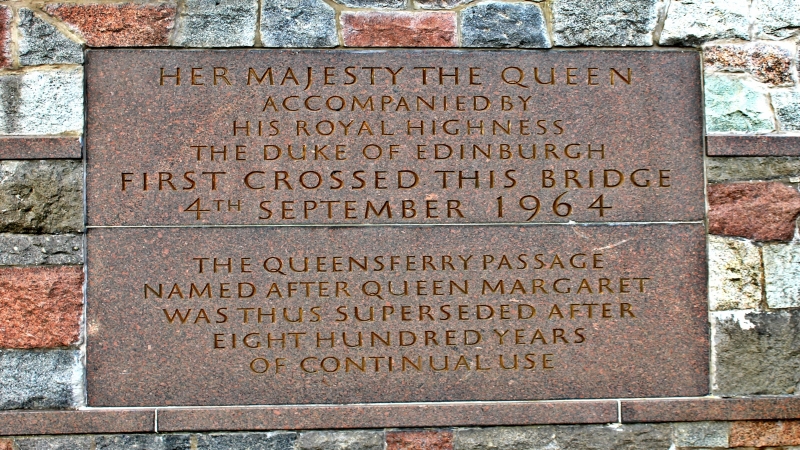 HER MAJESTY THE QUEEN
ACCOMPANIED BY
HIS ROYAL HIGHNESS
THE DUKE OF EDINBURGH
FIRST CROSSED THIS BRIDGE
4TH SEPTEMBER 1964
THE QUEENSFERRY PASSAGE
NAMED AFTER QUEEN MARGARET
WAS THUS SUPERSEDED AFTER
EIGHT HUNDRED YEARS
OF CONTINUAL USE